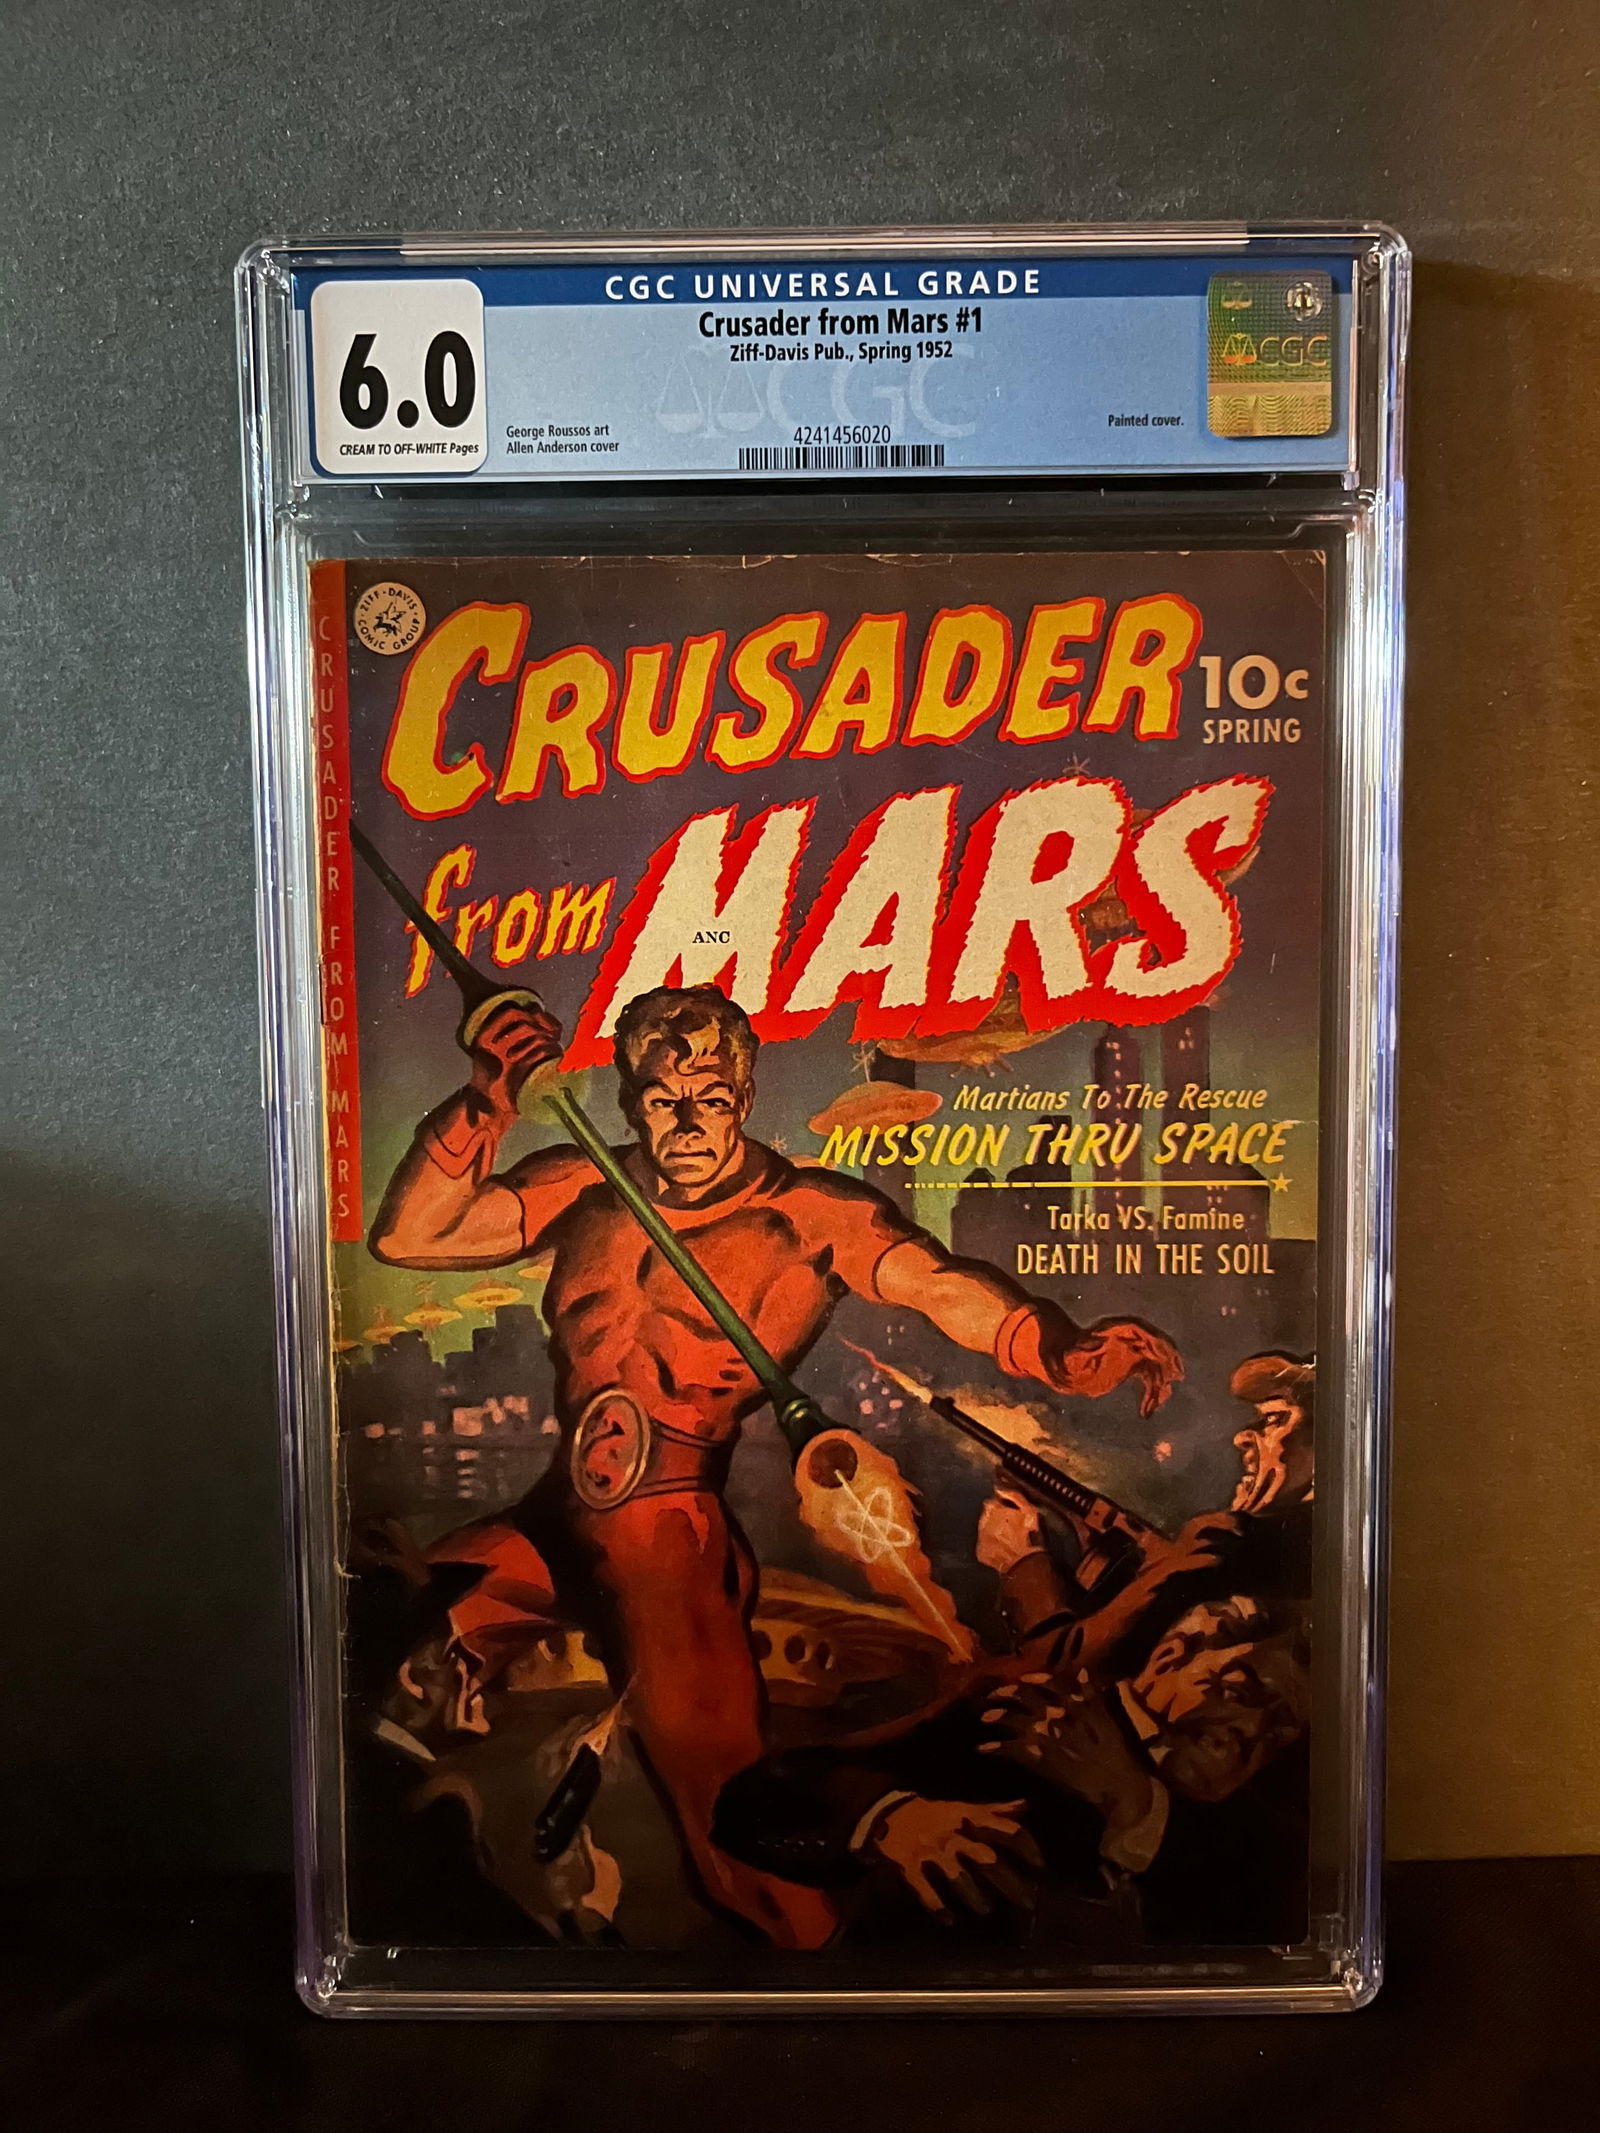 CGC UNIVERSAL GRADE
6.0
CREAM TO OFF-WHITE Pages
Crusader from Mars #1
Ziff-Davis Pub., Spring 1952
CGC
George Roussos art
Allen Anderson cover
4241456020
Painted cover.
CGC
CRUSADER FROM MARS
ZIFF-DAVIS COMIC GROUP
CRUSADER
10c
SPRING
from MARS
ANC
Martians To The Rescue
MISSION THRU SPACE
Tarka VS. Famine
DEATH IN THE SOIL